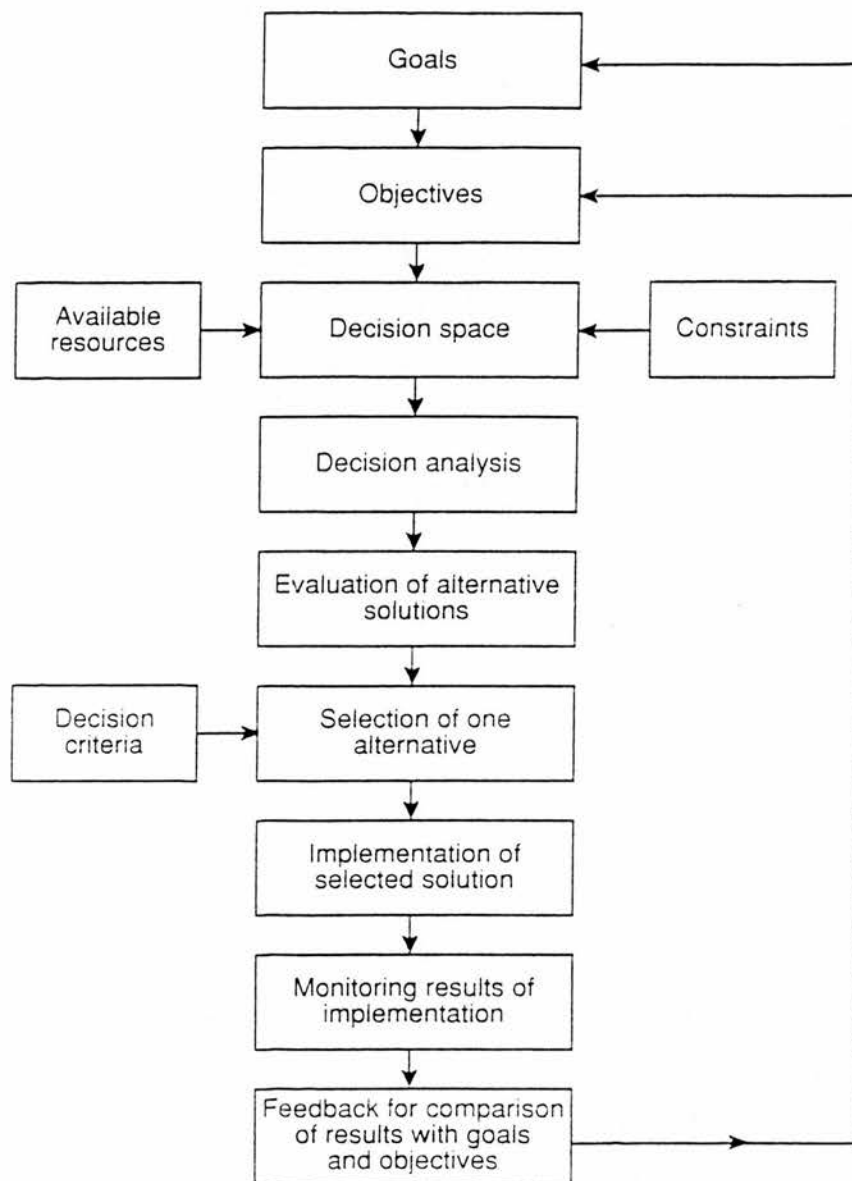 Goals
Objectives
Available
resources
Decision space
Constraints
Decision analysis
Evaluation of alternative
solutions
Decision
criteria
Selection of one
alternative
Implementation of
selected solution
Monitoring results of
implementation
Feedback for comparison
of results with goals
and objectives